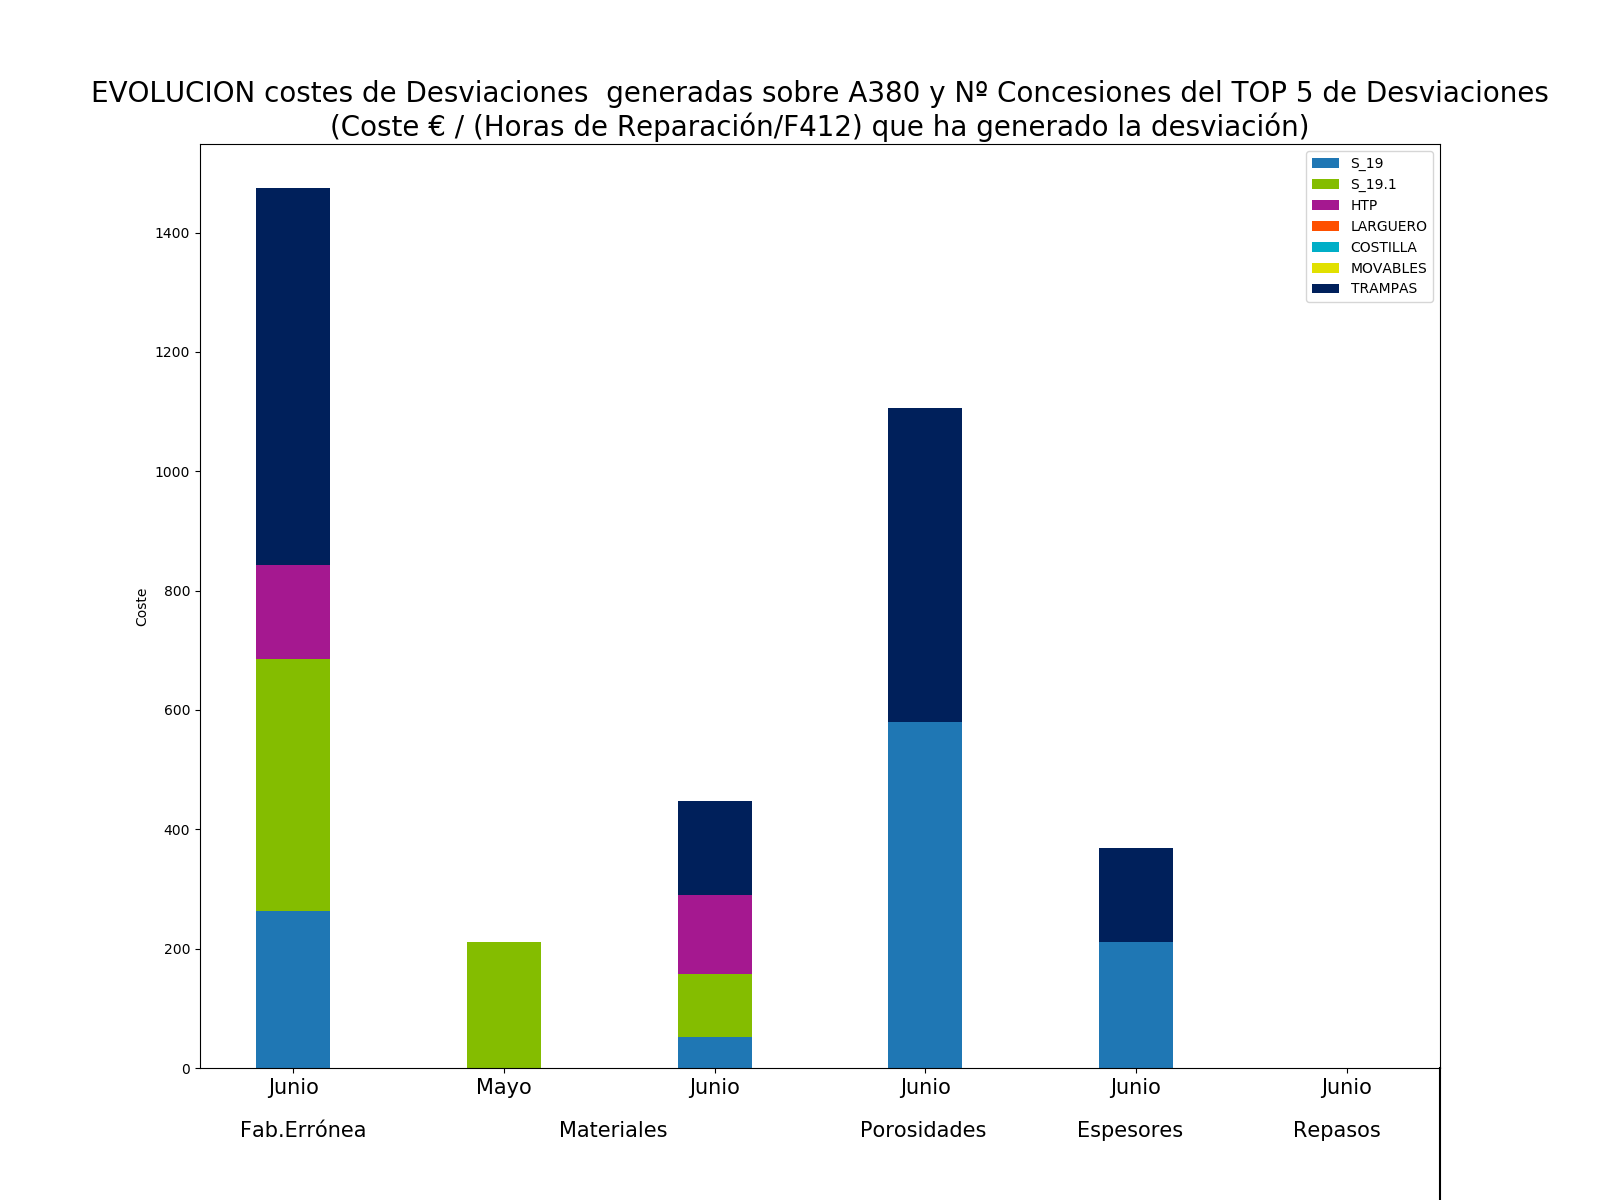 EVOLUCION costes de Desviaciones  generadas sobre A380 y Nº Concesiones del TOP 5 de Desviaciones
(Coste € / (Horas de Reparación/F412) que ha generado la desviación)
S_19
S_19.1
HTP
LARGUERO
COSTILLA
MOVABLES
TRAMPAS
1400
1200
1000
800
600
400
200
0
Coste
Junio Mayo Junio Junio Junio Junio
Fab.Errónea Materiales Porosidades Espesores Repasos